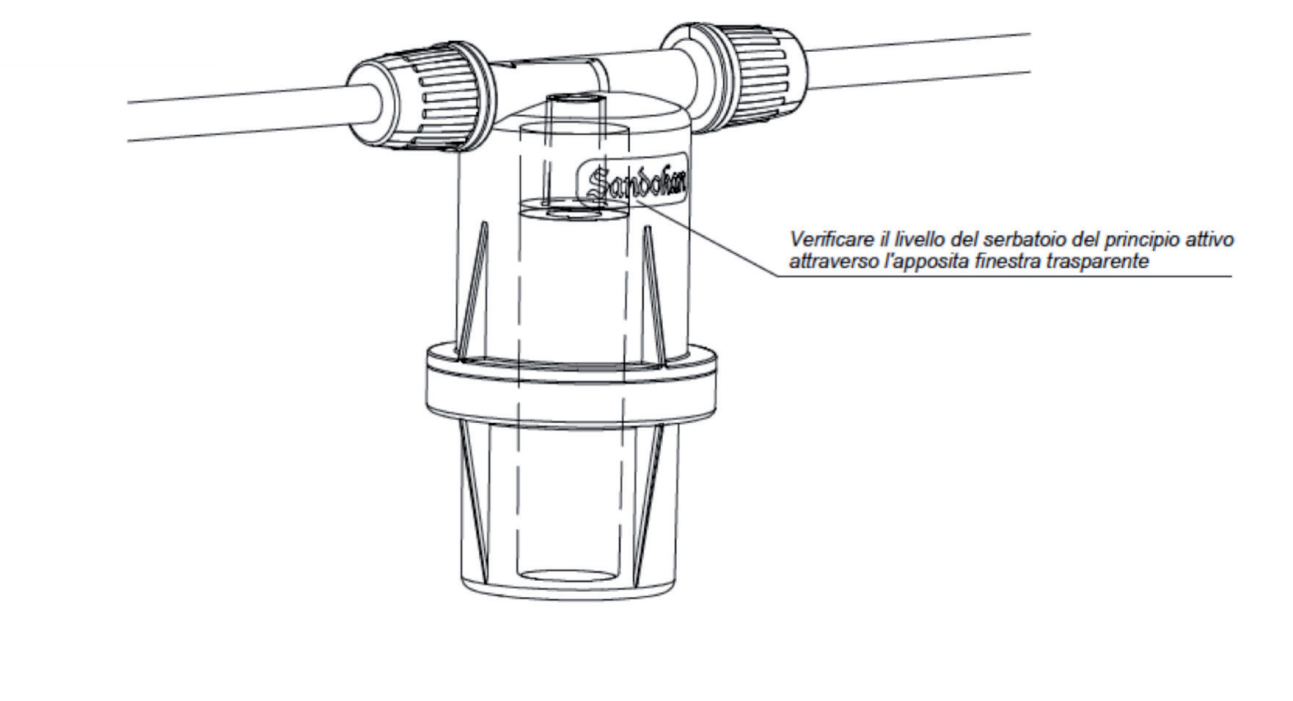 Sandokan
Verificare il livello del serbatoio del principio attivo
attraverso l'apposita finestra trasparente